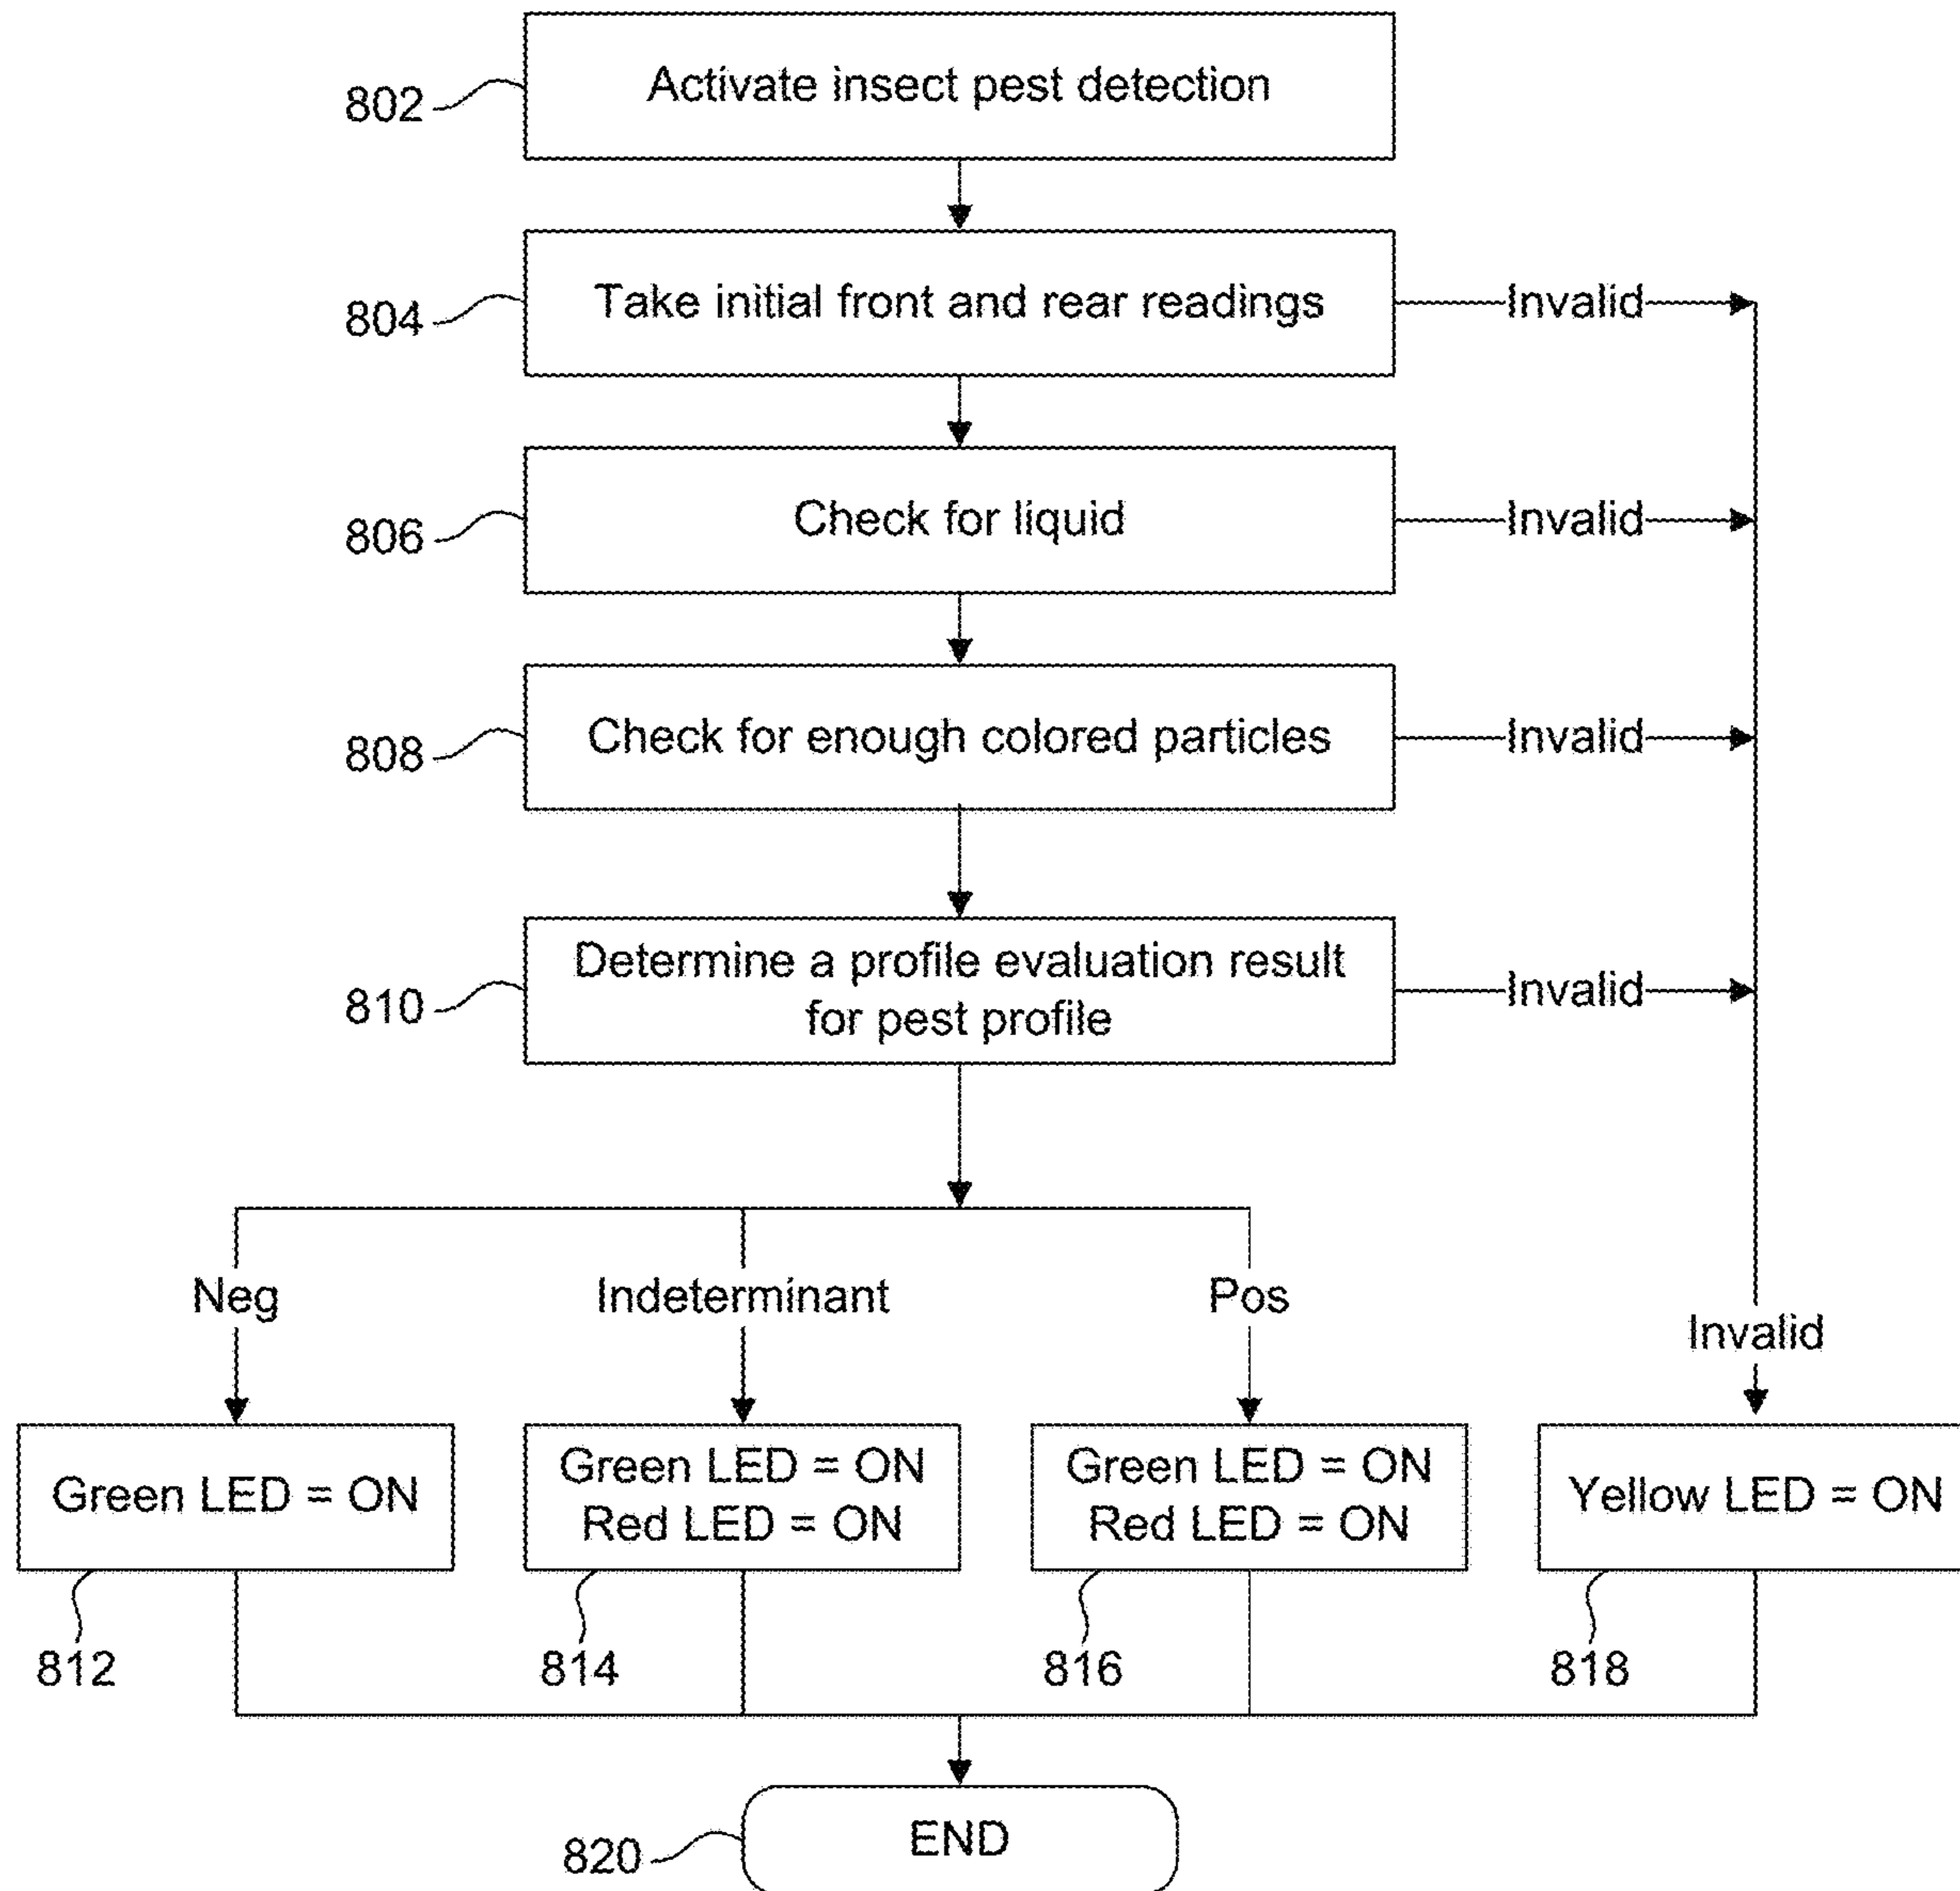 Activate insect pest detection
802
Take initial front and rear readings
Invalid
804
Check for liquid
Invalid
806
Check for enough colored particles
Invalid
808
Determine a profile evaluation result
for pest profile
Invalid
810
Neg
Indeterminant
Pos
Invalid
Green LED = ON
Green LED = ON
Red LED = ON
Green LED = ON
Red LED = ON
Yellow LED = ON
812
814
816
818
END
820